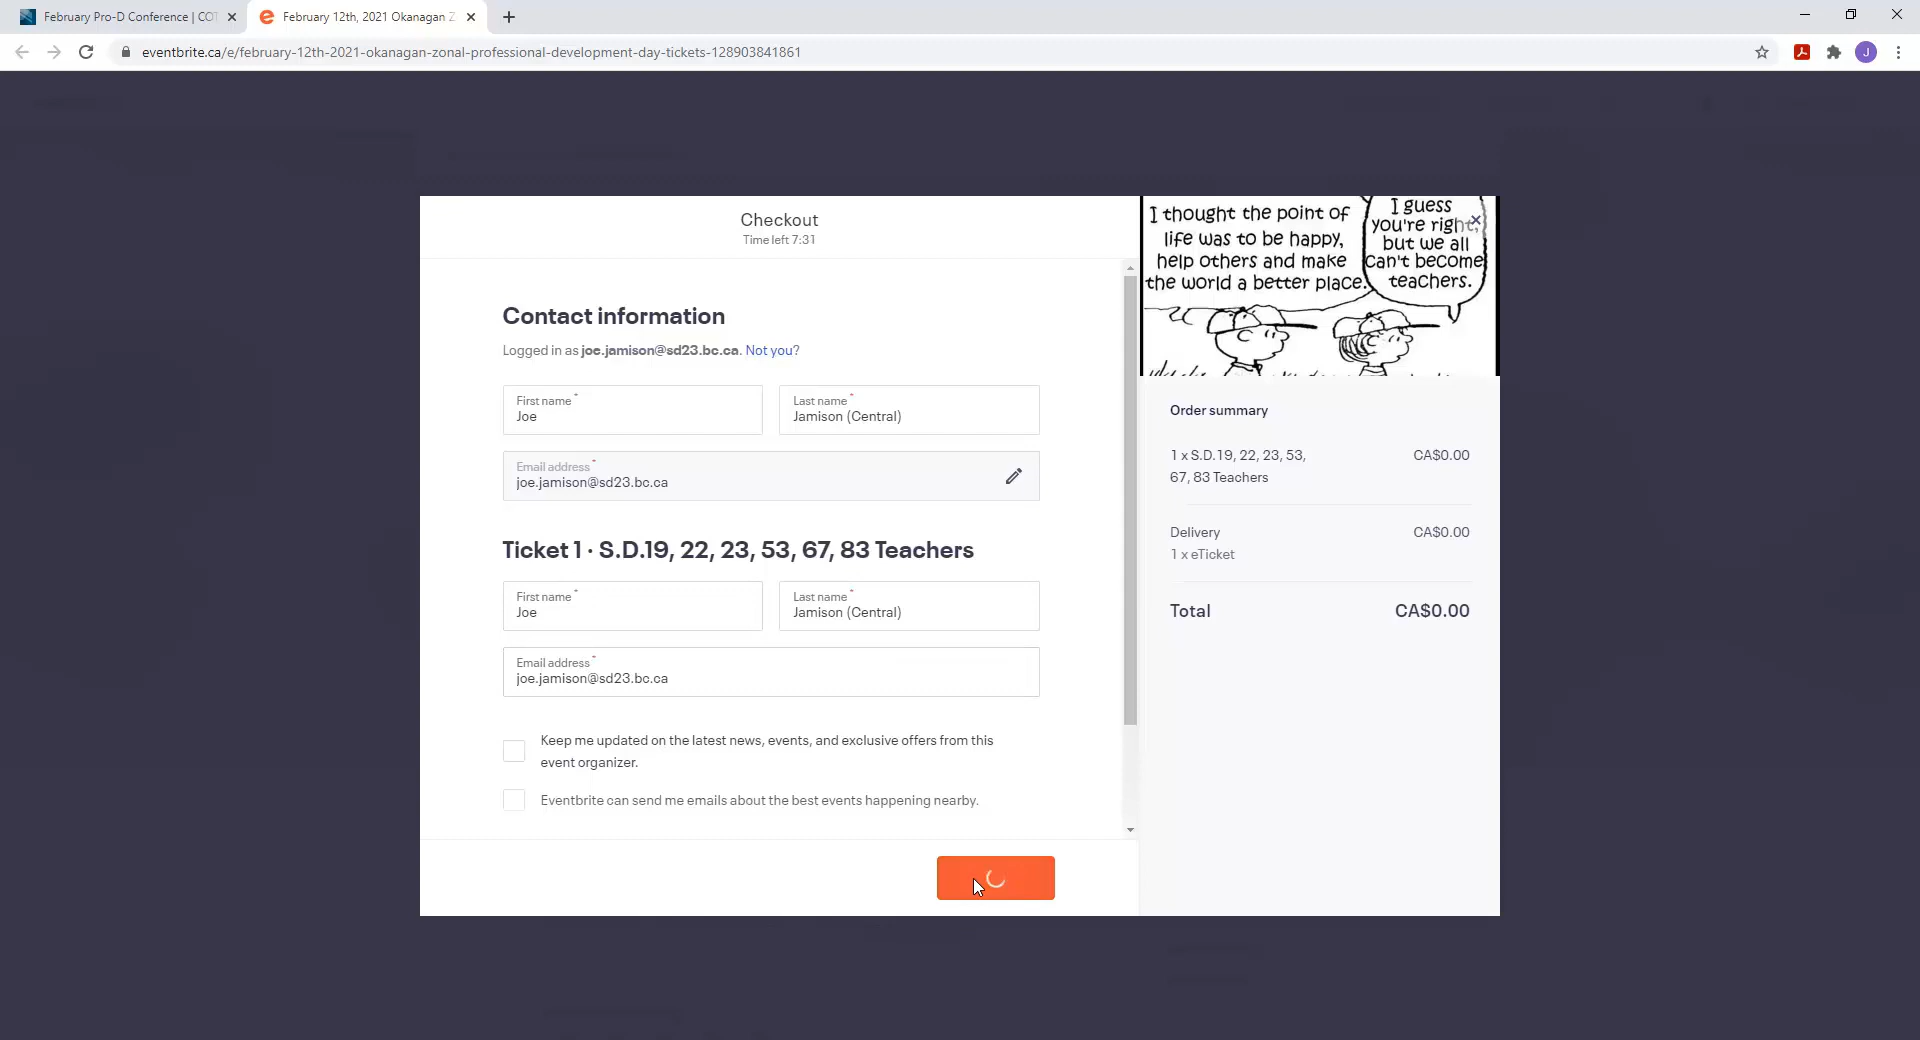 February Pro-D Conference | COT
February 12th, 2021 Okanagan Z
eventbrite.ca/e/february-12th-2021-okanagan-zonal-professional-development-day-tickets-128903841861
J
Checkout
Time left 7:31
Contact information
Logged in as joe.jamison@sd23.bc.ca. Not you?
First name *
Joe
Last name *
Jamison (Central)
Email address *
joe.jamison@sd23.bc.ca
Ticket 1 · S.D.19, 22, 23, 53, 67, 83 Teachers
First name *
Joe
Last name *
Jamison (Central)
Email address *
joe.jamison@sd23.bc.ca
Keep me updated on the latest news, events, and exclusive offers from this
event organizer.
Eventbrite can send me emails about the best events happening nearby.
I thought the point of
life was to be happy,
help others and make
the world a better place.
I guess
you're right,
but we all
can't become
teachers.
Order summary
1 x S.D.19, 22, 23, 53, CA$0.00
67, 83 Teachers
Delivery CA$0.00
1 x eTicket
Total CA$0.00